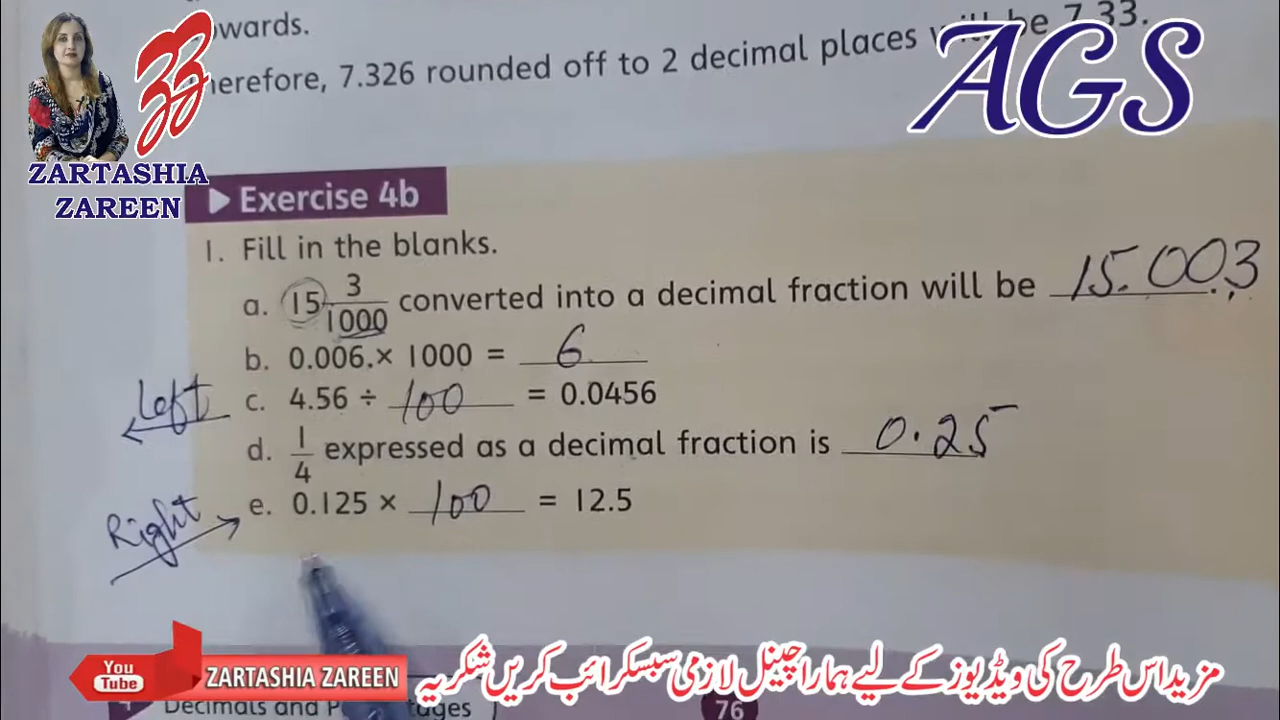 wards.
herefore, 7.326 rounded off to 2 decimal places will be 7.33.
AGS
ZARTASHIA
ZAREEN
Exercise 4b
1. Fill in the blanks.
a. 15 3/1000 converted into a decimal fraction will be 15.003
b. 0.006 × 1000 = 6
Left
c. 4.56 ÷ 100 = 0.0456
d. 1/4 expressed as a decimal fraction is 0.25
Right
e. 0.125 × 100 = 12.5
You Tube
ZARTASHIA ZAREEN
مزید اس طرح کی ویڈیوز کے لیے ہمارا چینل لازمی سبسکرائب کریں شکریہ
Decimals and P tages
76